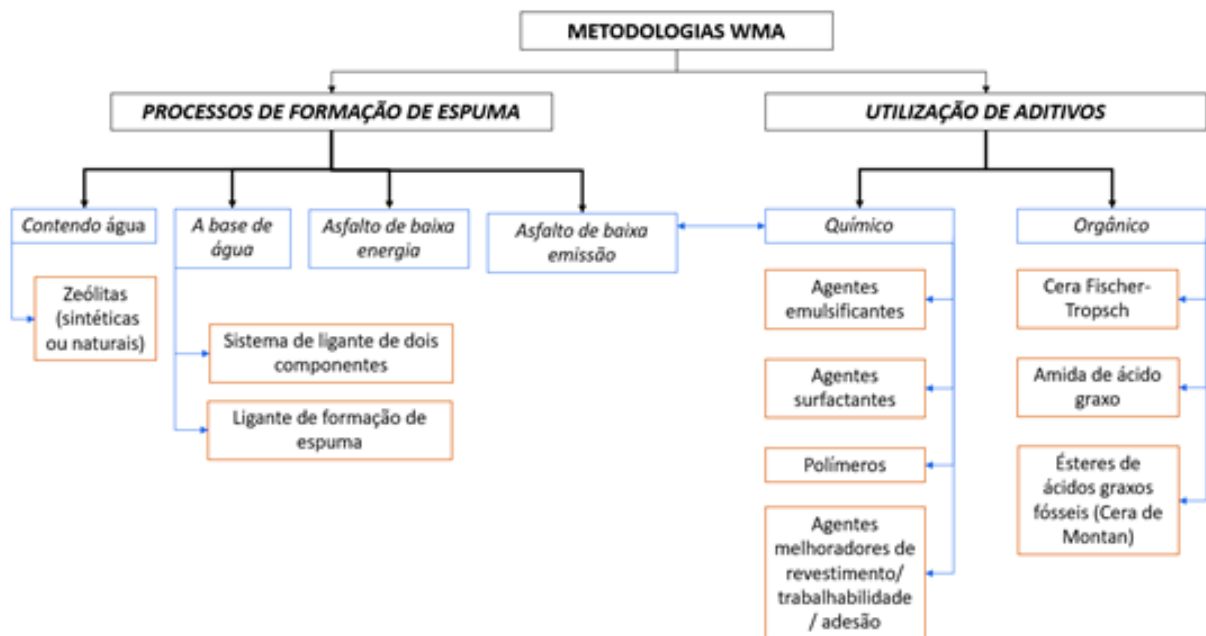 METODOLOGIAS WMA
PROCESSOS DE FORMAÇÃO DE ESPUMA
UTILIZAÇÃO DE ADITIVOS
Contendo água
A base de
água
Asfalto de baixa
energia
Asfalto de baixa
emissão
Químico
Orgânico
Zeólitas
(sintéticas
ou naturais)
Sistema de ligante de dois
componentes
Ligante de formação de
espuma
Agentes
emulsificantes
Agentes
surfactantes
Polímeros
Agentes
melhoradores de
revestimento/
trabalhabilidade
/ adesão
Cera Fischer-
Tropsch
Amida de ácido
graxo
Ésteres de
ácidos graxos
fósseis (Cera de
Montan)